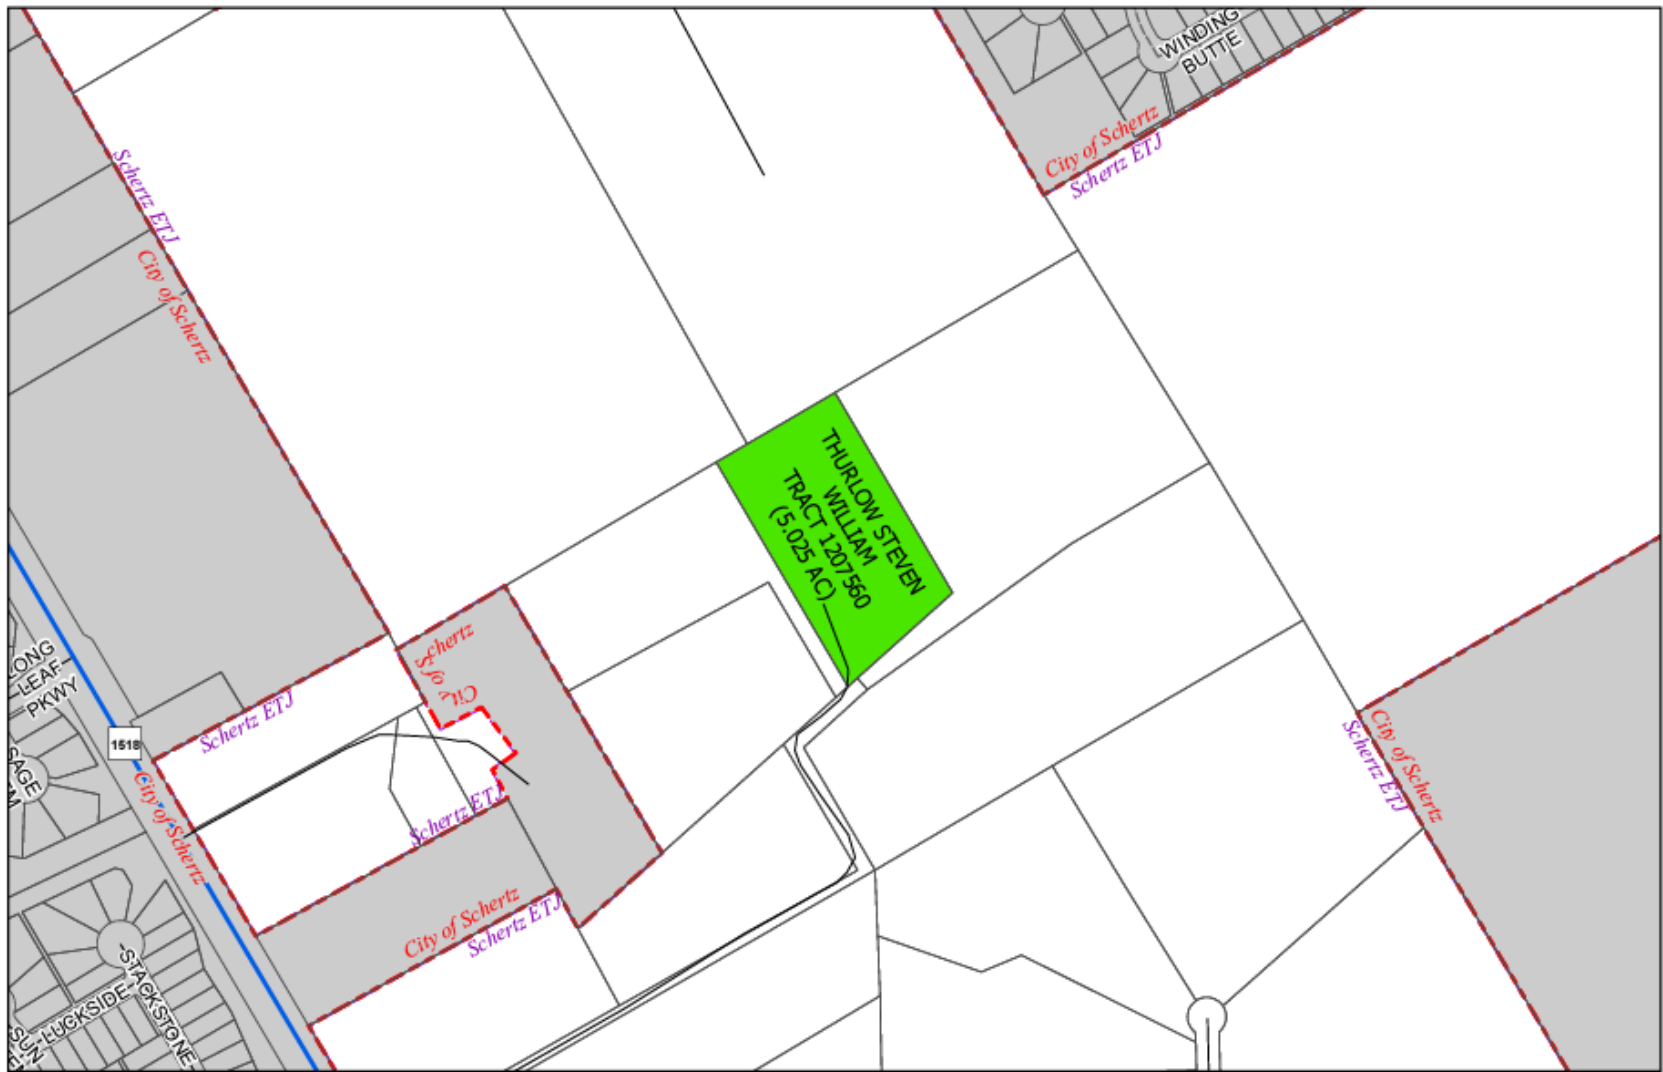 WINDING
BUTTE
City of Schertz
Schertz ETJ
Schertz ETJ
City of Schertz
THURLOW STEVEN
WILLIAM
TRACT 1207560
(5.025 AC)
City of Schertz
LONG
LEAF
PKWY
Schertz ETJ
1518
SAGE
City of Schertz
Schertz ETJ
City of Schertz
Schertz ETJ
City of Schertz
Schertz ETJ
STACKSTONE
LUCKSIDE
SUN